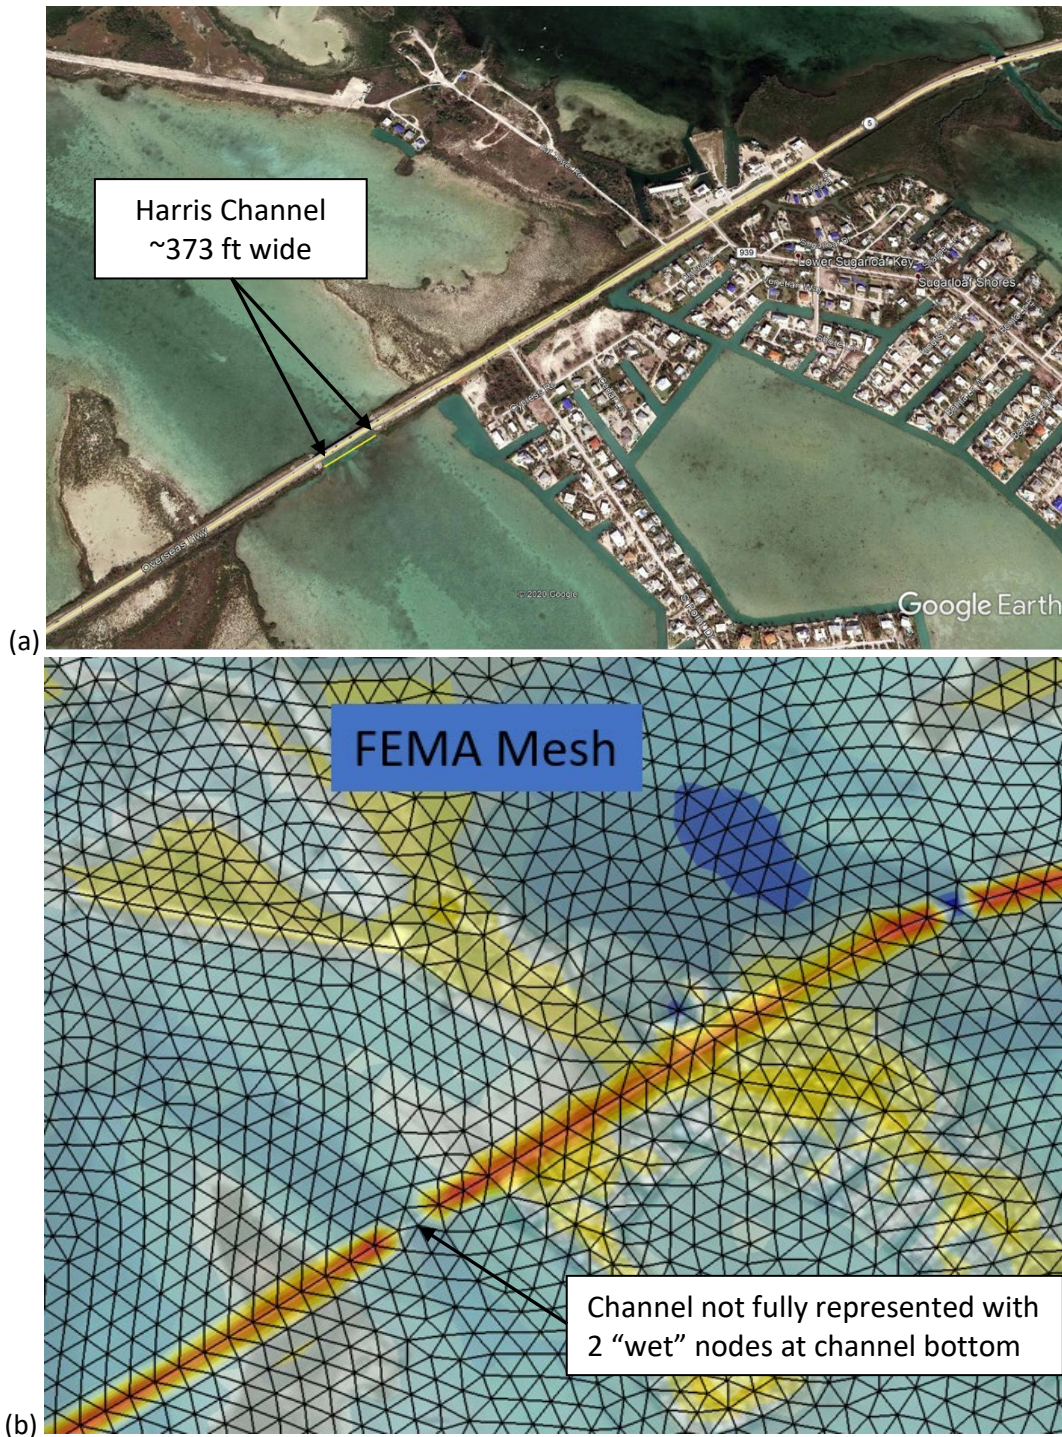 Harris Channel
~373 ft wide
5
939
Lower Sugarloaf Key
Sugarloaf Shores
Overseas Hwy
© 2020 Google
Google Earth
(a)
FEMA Mesh
Channel not fully represented with
2 “wet” nodes at channel bottom
(b)